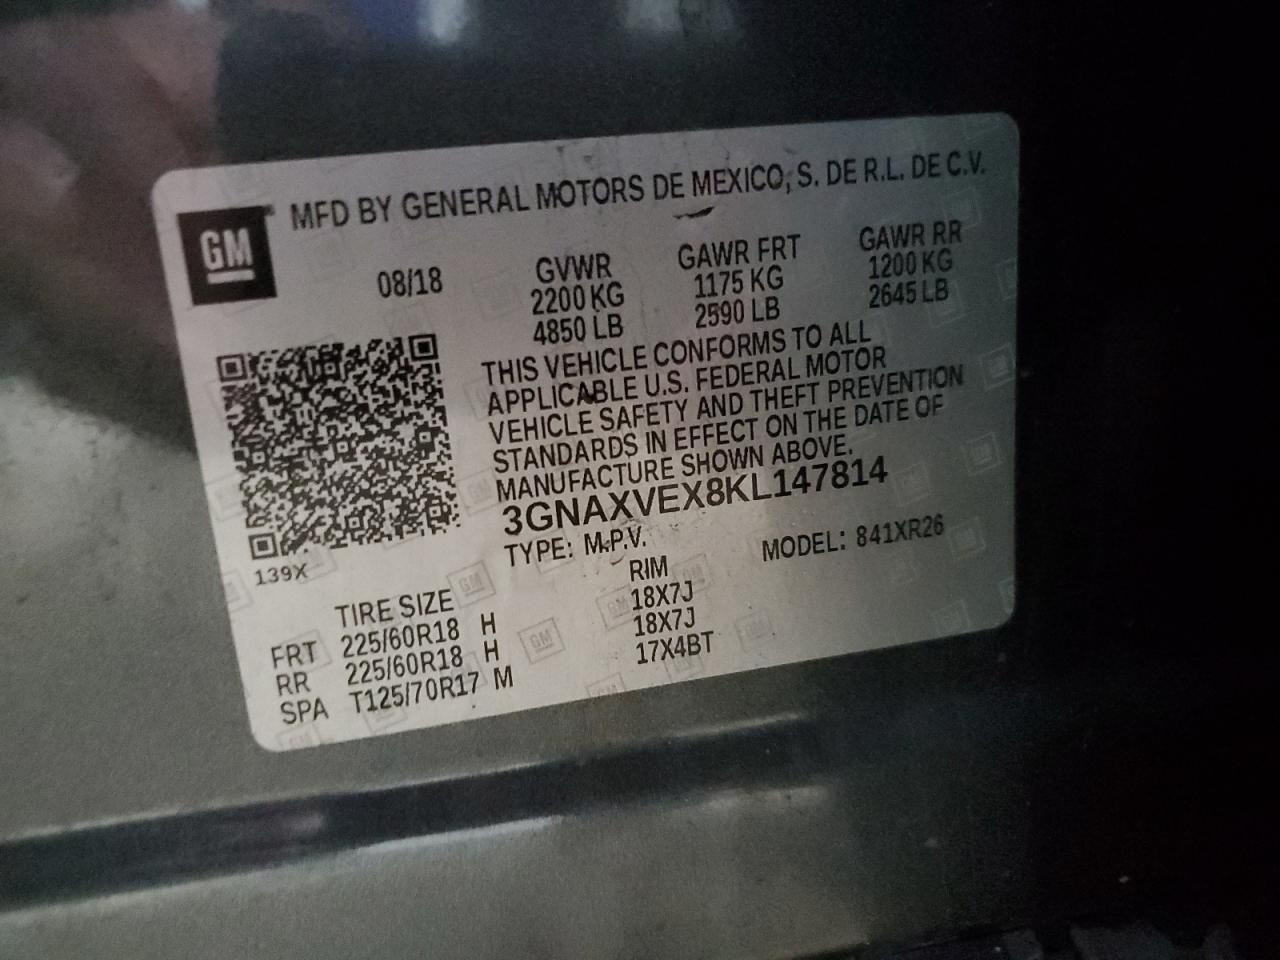 MFD BY GENERAL MOTORS DE MEXICO, S. DE R.L. DE C.V.
GM
08/18
GVWR GAWR FRT GAWR RR
2200 KG 1175 KG 1200 KG
4850 LB 2590 LB 2645 LB
THIS VEHICLE CONFORMS TO ALL
APPLICABLE U.S. FEDERAL MOTOR
VEHICLE SAFETY AND THEFT PREVENTION
STANDARDS IN EFFECT ON THE DATE OF
MANUFACTURE SHOWN ABOVE.
3GNAXVEX8KL147814
TYPE: M.P.V. MODEL: 841XR26
139X
TIRE SIZE RIM
FRT 225/60R18 H 18X7J
RR 225/60R18 H 18X7J
SPA T125/70R17 M 17X4BT